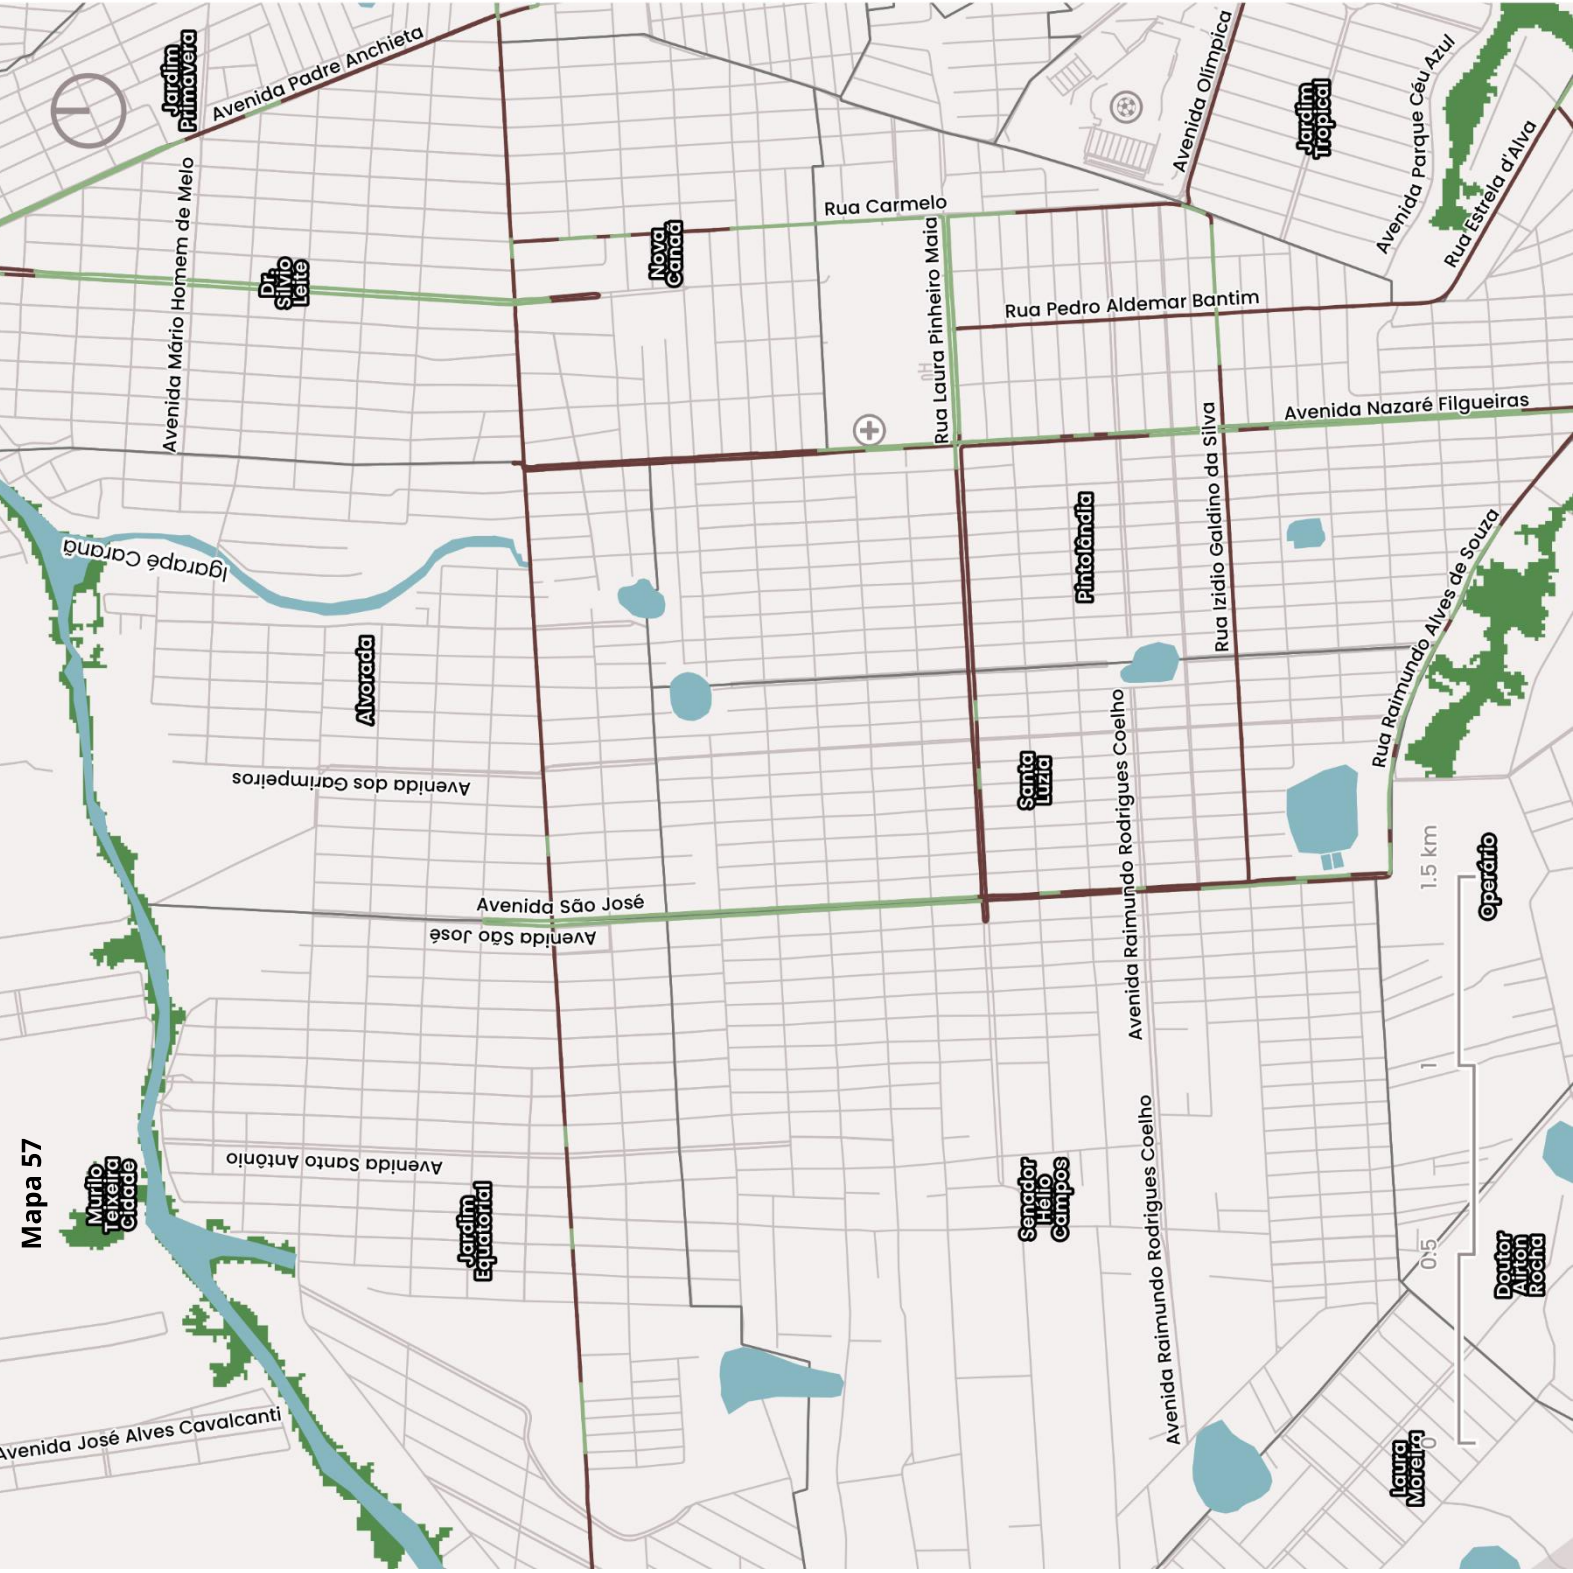 Jardim
Primavera
Avenida Padre Anchieta
Avenida Olímpica
Jardim
Tropical
Avenida Parque Céu Azul
Rua Estrela d'Alva
Avenida Mário Homem de Melo
Dr.
Silvio
Leite
Nova
Canaã
Rua Carmelo
Rua Laura Pinheiro Maia
Rua Pedro Aldemar Bantim
HU
Avenida Nazaré Filgueiras
Rua Izidio Galdino da Silva
Pintolândia
Igarapé Caranã
Rua Raimundo Alves de Souza
Alvorada
Avenida dos Garimpeiros
Santa
Luzia
Avenida Raimundo Rodrigues Coelho
Operário
Avenida São José
Avenida São José
Mapa 57
Murilo
Teixeira
Cidade
Avenida Santo Antônio
Jardim
Equatorial
Senador
Hélio
Campos
Avenida Raimundo Rodrigues Coelho
Doutor
Airton
Rocha
Avenida José Alves Cavalcanti
Laura
Moreira
0
0.5
1
1.5 km